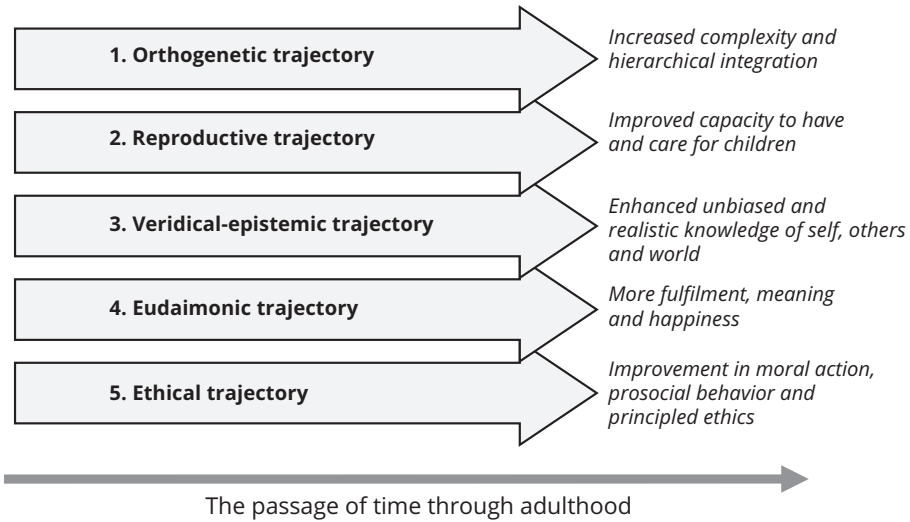 1. Orthogenetic trajectory
Increased complexity and
hierarchical integration
2. Reproductive trajectory
Improved capacity to have
and care for children
3. Veridical-epistemic trajectory
Enhanced unbiased and
realistic knowledge of self, others
and world
4. Eudaimonic trajectory
More fulfilment, meaning
and happiness
5. Ethical trajectory
Improvement in moral action,
prosocial behavior and
principled ethics
The passage of time through adulthood